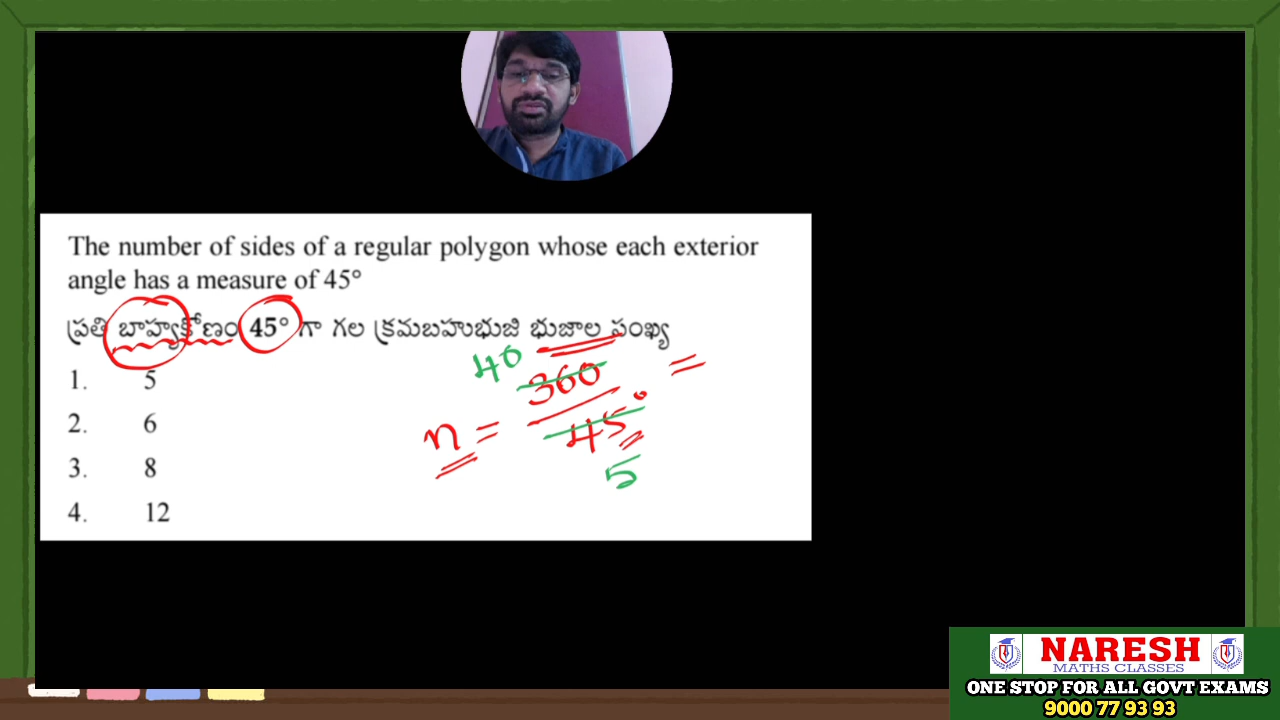 The number of sides of a regular polygon whose each exterior
angle has a measure of 45°
ప్రతి బాహ్యకోణం 45° గా గల క్రమబహుభుజి భుజాల సంఖ్య
1. 5
2. 6
3. 8
4. 12
40
360
n = =
45°
5
NARESH
MATHS CLASSES
ONE STOP FOR ALL GOVT EXAMS
9000 77 93 93